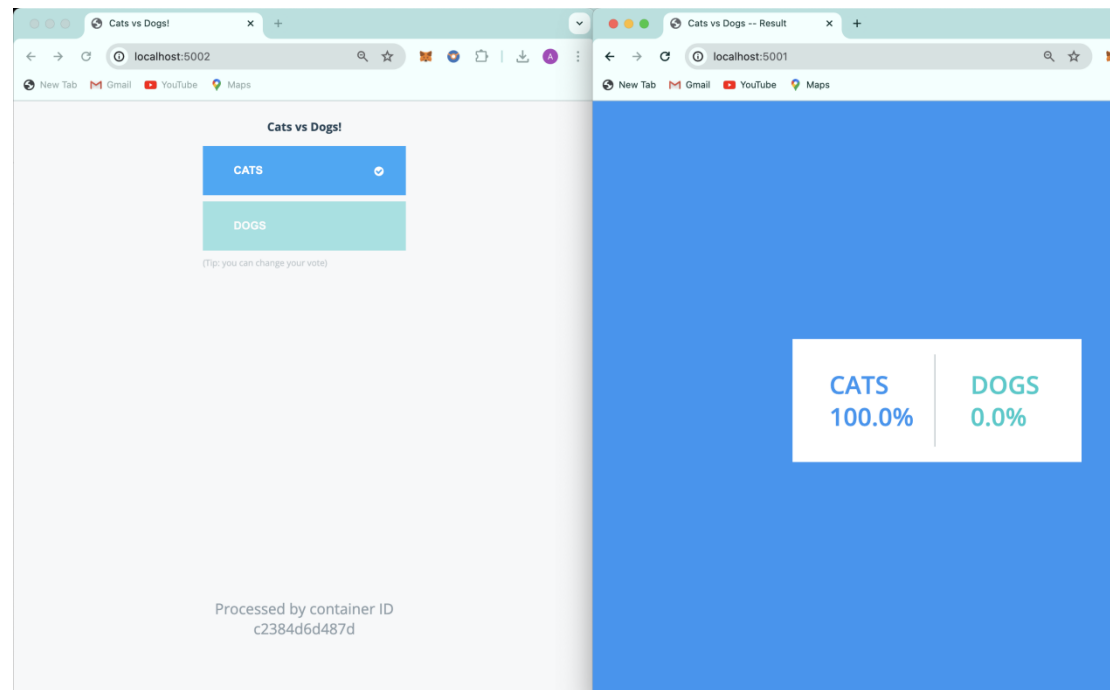 Cats vs Dogs!
localhost:5002
A
New Tab Gmail YouTube Maps
Cats vs Dogs!
CATS
DOGS
(Tip: you can change your vote)
Processed by container ID
c2384d6d487d
Cats vs Dogs -- Result
localhost:5001
New Tab Gmail YouTube Maps
CATS
100.0%
DOGS
0.0%